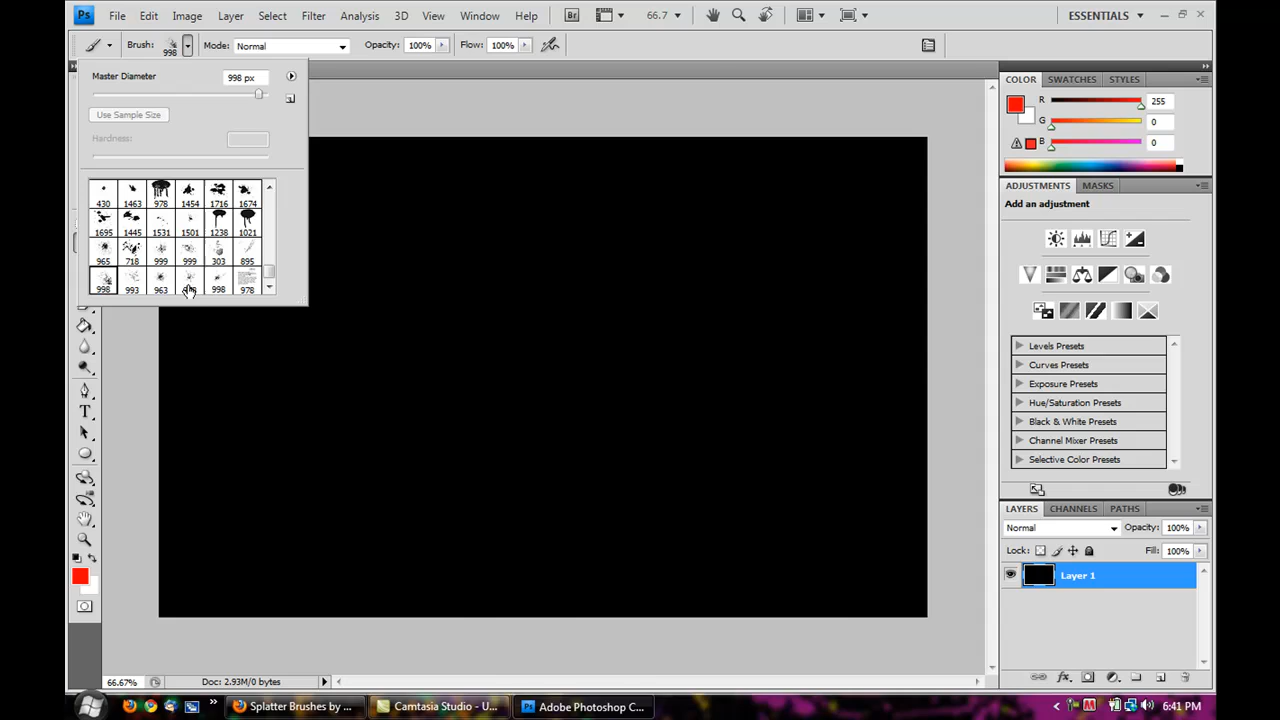 Ps File Edit Image Layer Select Filter Analysis 3D View Window Help Br 66.7 ESSENTIALS
Brush: 998 Mode: Normal Opacity: 100% Flow: 100%
Master Diameter 998 px
Use Sample Size
Hardness:
430 1463 978 1454 1716 1674
1695 1445 1531 1501 1238 1021
965 718 999 999 303 895
998 993 963 998 978
COLOR SWATCHES STYLES
R 255
G 0
B 0
ADJUSTMENTS MASKS
Add an adjustment
Levels Presets
Curves Presets
Exposure Presets
Hue/Saturation Presets
Black & White Presets
Channel Mixer Presets
Selective Color Presets
LAYERS CHANNELS PATHS
Normal Opacity: 100%
Lock: Fill: 100%
Layer 1
T
66.67% Doc: 2.93M/0 bytes
Splatter Brushes by ... Camtasia Studio - U... Ps Adobe Photoshop C... 6:41 PM